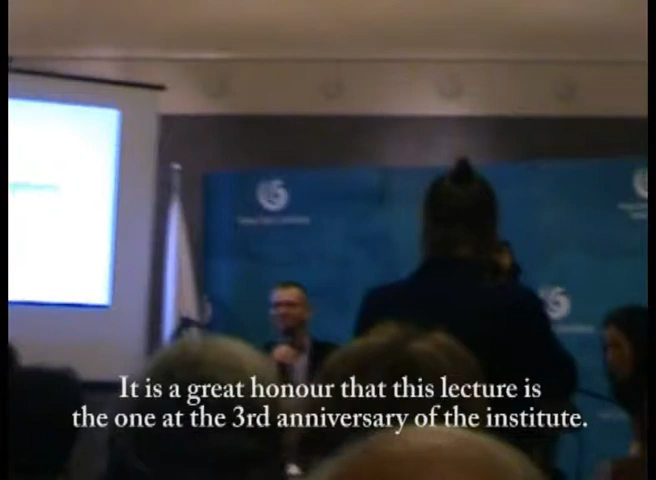 It is a great honour that this lecture is
the one at the 3rd anniversary of the institute.